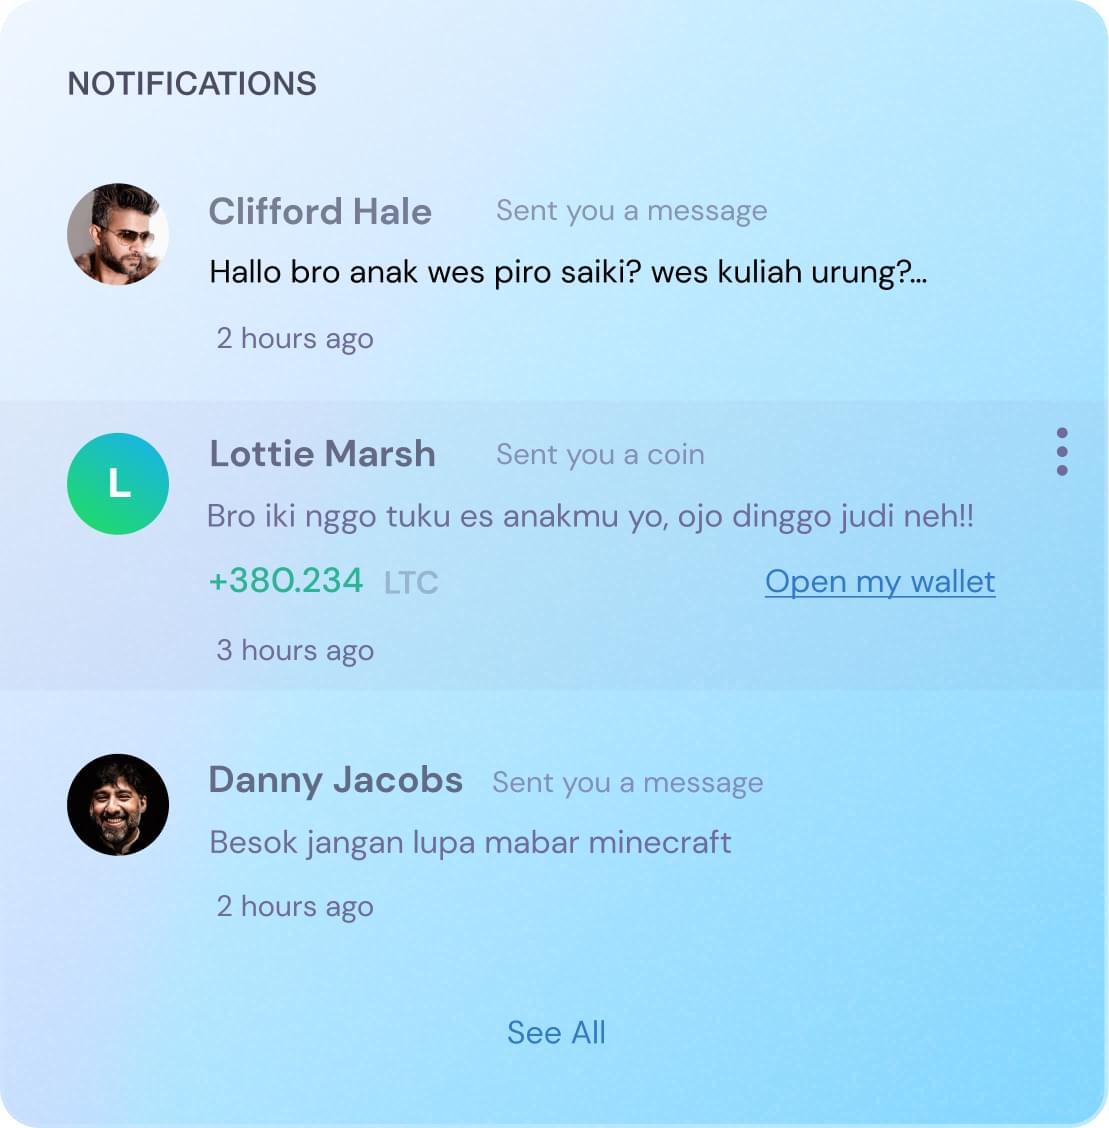 NOTIFICATIONS
Clifford Hale Sent you a message
Hallo bro anak wes piro saiki? wes kuliah urung?...
2 hours ago
L
Lottie Marsh Sent you a coin
Bro iki nggo tuku es anakmu yo, ojo dinggo judi neh!!
+380.234 LTC Open my wallet
3 hours ago
Danny Jacobs Sent you a message
Besok jangan lupa mabar minecraft
2 hours ago
See All